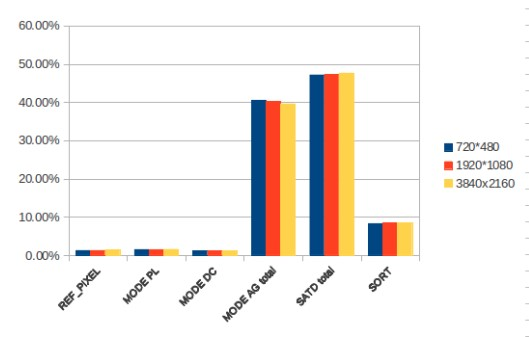 60.00%
50.00%
40.00%
30.00%
20.00%
10.00%
0.00%
REF_PIXEL
MODE PL
MODE DC
MODE AG total
SATD total
SORT
720*480
1920*1080
3840x2160